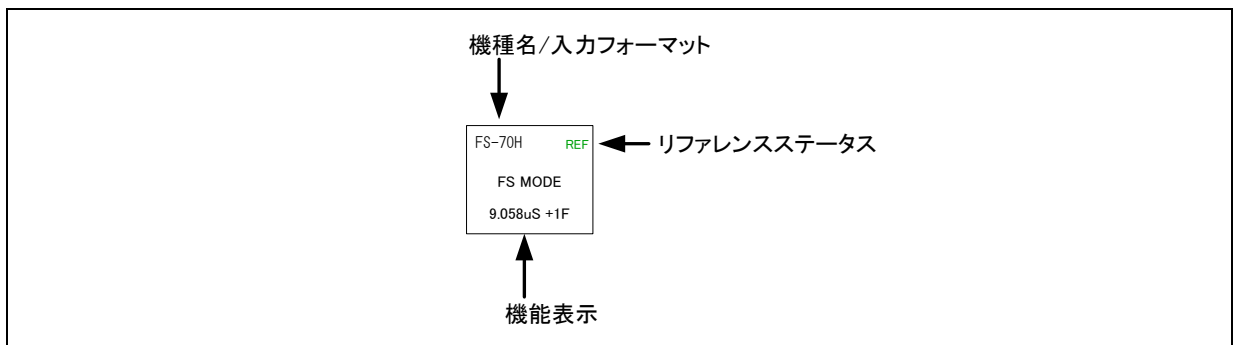 機種名/入力フォーマット
FS-70H REF
リファレンスステータス
FS MODE
9.058uS +1F
機能表示